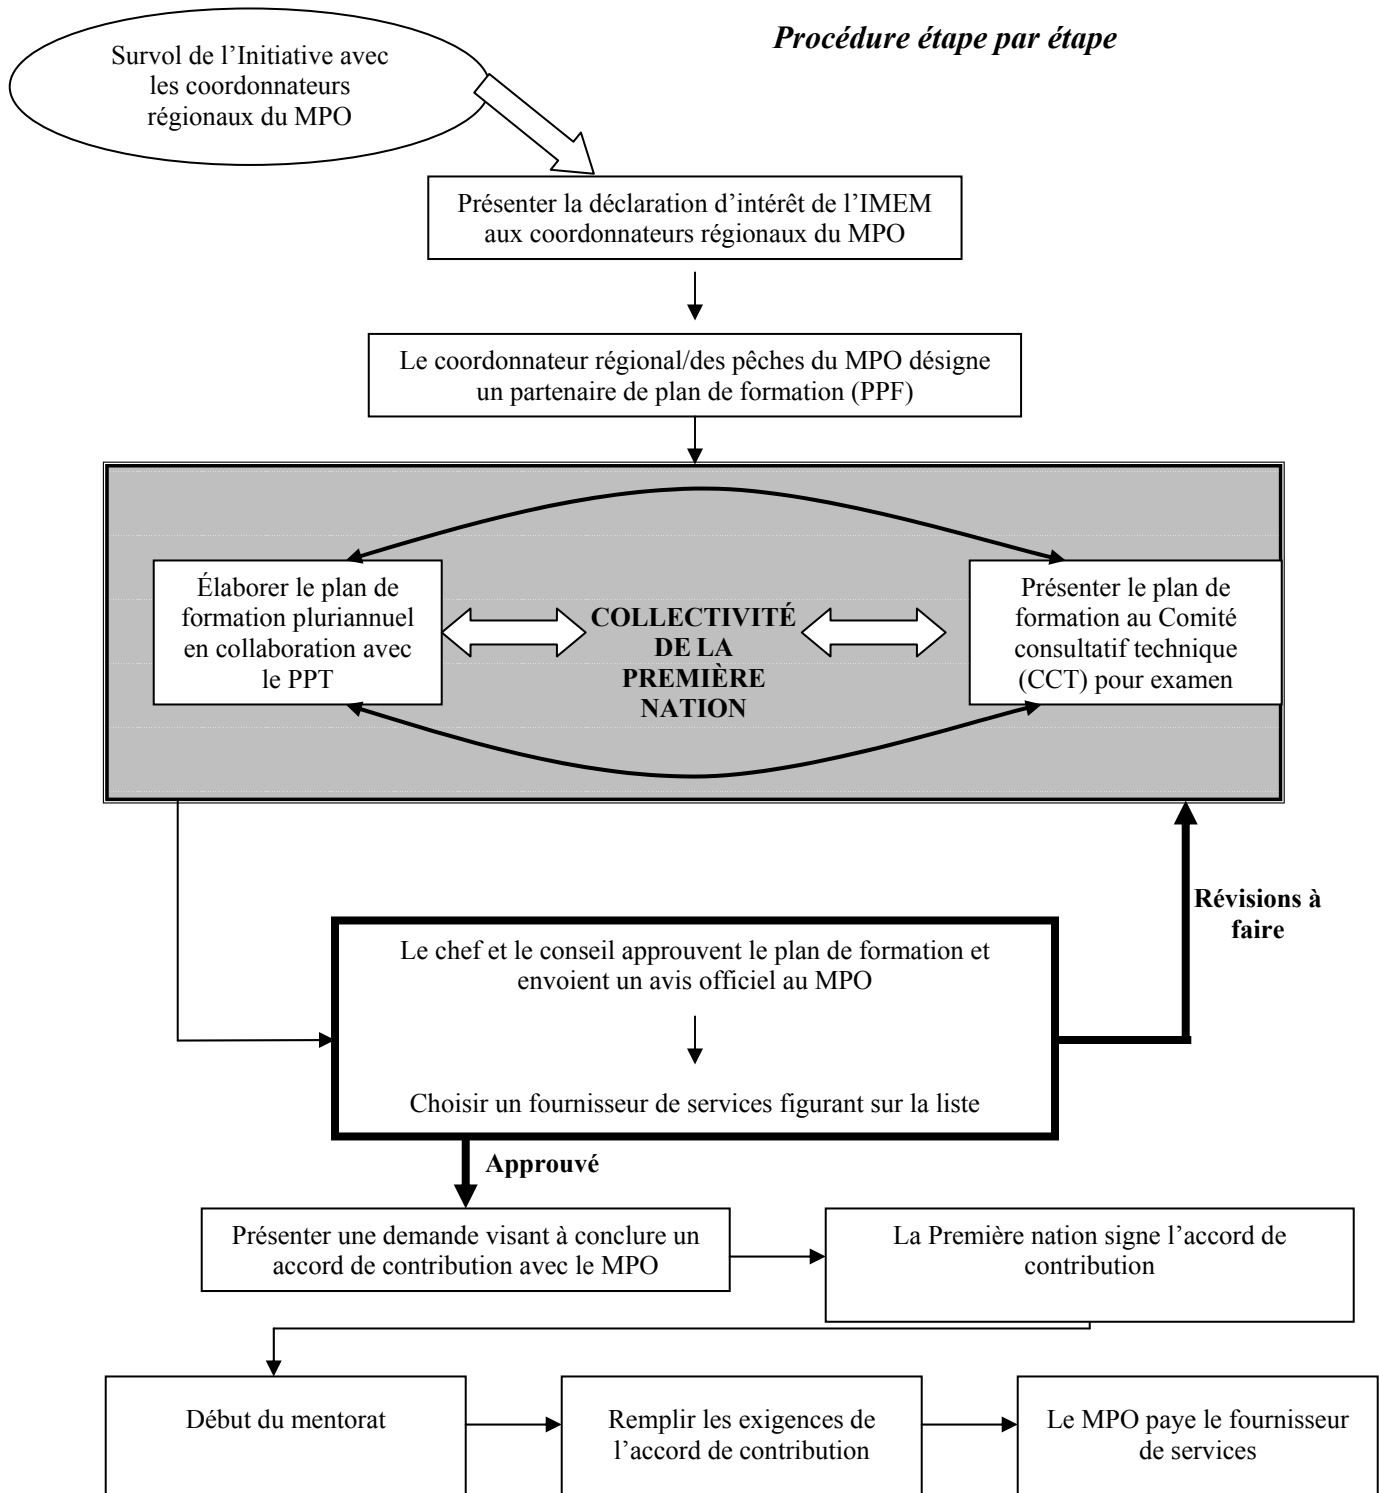 Procédure étape par étape
Survol de l’Initiative avec
les coordonnateurs
régionaux du MPO
Présenter la déclaration d’intérêt de l’IMEM
aux coordonnateurs régionaux du MPO
Le coordonnateur régional/des pêches du MPO désigne
un partenaire de plan de formation (PPF)
Élaborer le plan de
formation pluriannuel
en collaboration avec
le PPT
COLLECTIVITÉ
DE LA
PREMIÈRE
NATION
Présenter le plan de
formation au Comité
consultatif technique
(CCT) pour examen
Révisions à
faire
Le chef et le conseil approuvent le plan de formation et
envoient un avis officiel au MPO
Choisir un fournisseur de services figurant sur la liste
Approuvé
Présenter une demande visant à conclure un
accord de contribution avec le MPO
La Première nation signe l’accord de
contribution
Début du mentorat
Remplir les exigences de
l’accord de contribution
Le MPO paye le fournisseur
de services